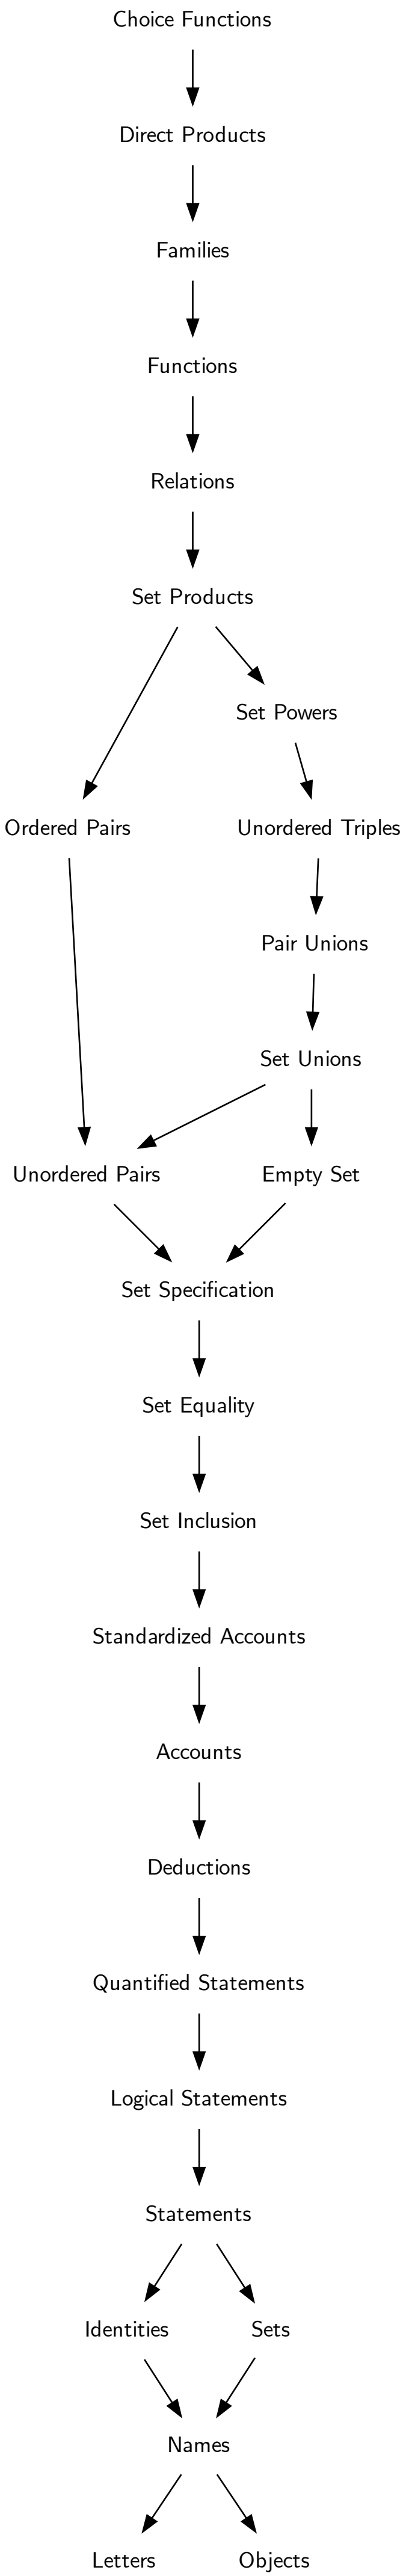 Choice Functions
Direct Products
Families
Functions
Relations
Set Products
Set Powers
Ordered Pairs
Unordered Triples
Pair Unions
Set Unions
Unordered Pairs
Empty Set
Set Specification
Set Equality
Set Inclusion
Standardized Accounts
Accounts
Deductions
Quantified Statements
Logical Statements
Statements
Identities
Sets
Names
Letters
Objects